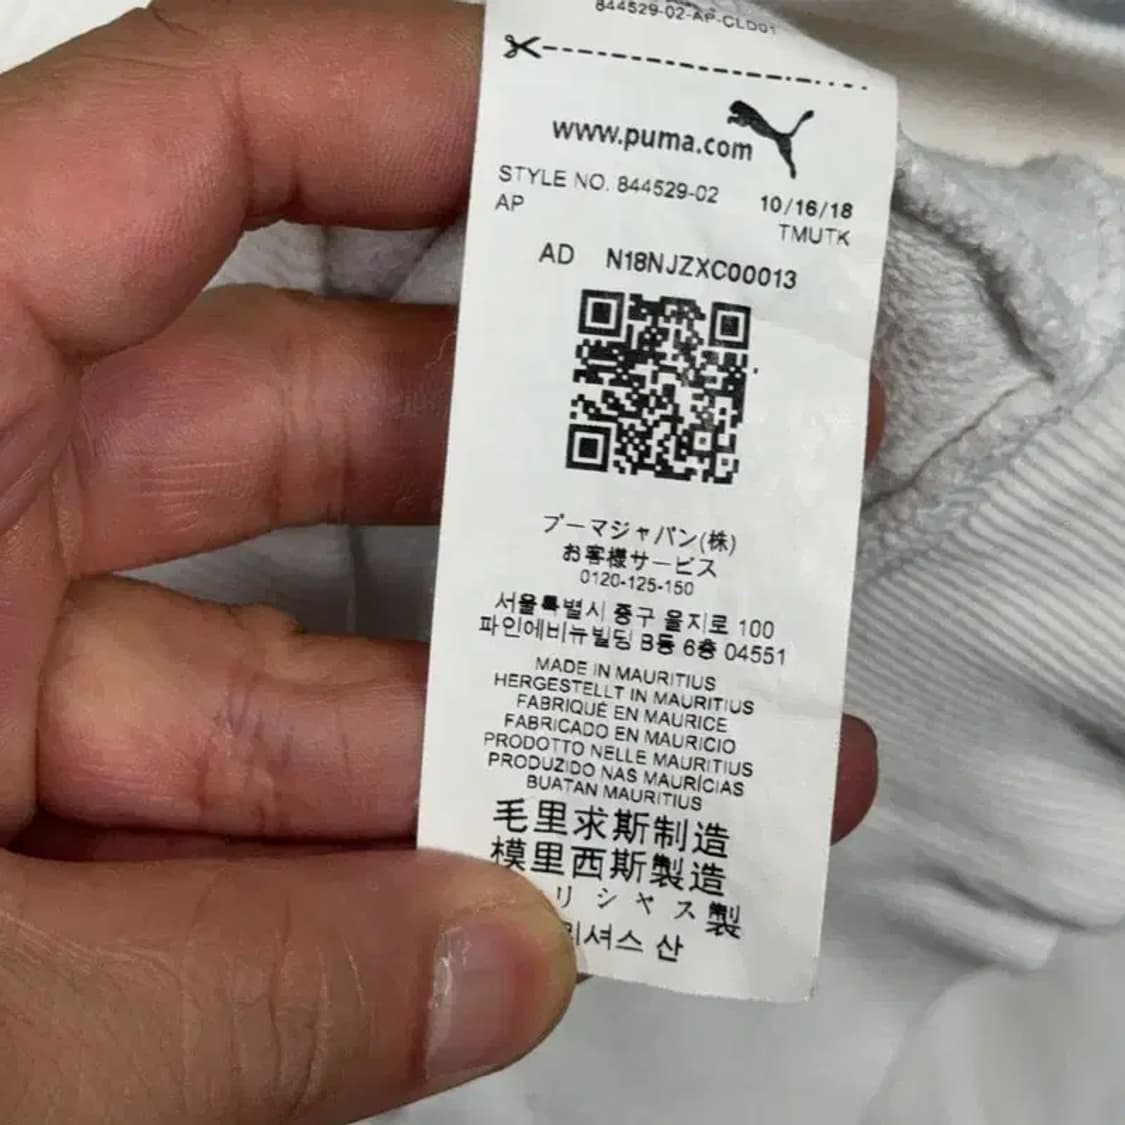 844529-02-AP-CLD01
www.puma.com
STYLE NO. 844529-02 10/16/18
AP TMUTK
AD N18NJZXC00013
プーマジャパン(株)
お客様サービス
0120-125-150
서울특별시 중구 을지로 100
파인에비뉴빌딩 B동 6층 04551
MADE IN MAURITIUS
HERGESTELLT IN MAURITIUS
FABRIQUÉ EN MAURICE
FABRICADO EN MAURICIO
PRODOTTO NELLE MAURITIUS
PRODUZIDO NAS MAURÍCIAS
BUATAN MAURITIUS
毛里求斯制造
模里西斯製造
リシャス製
리셔스 산